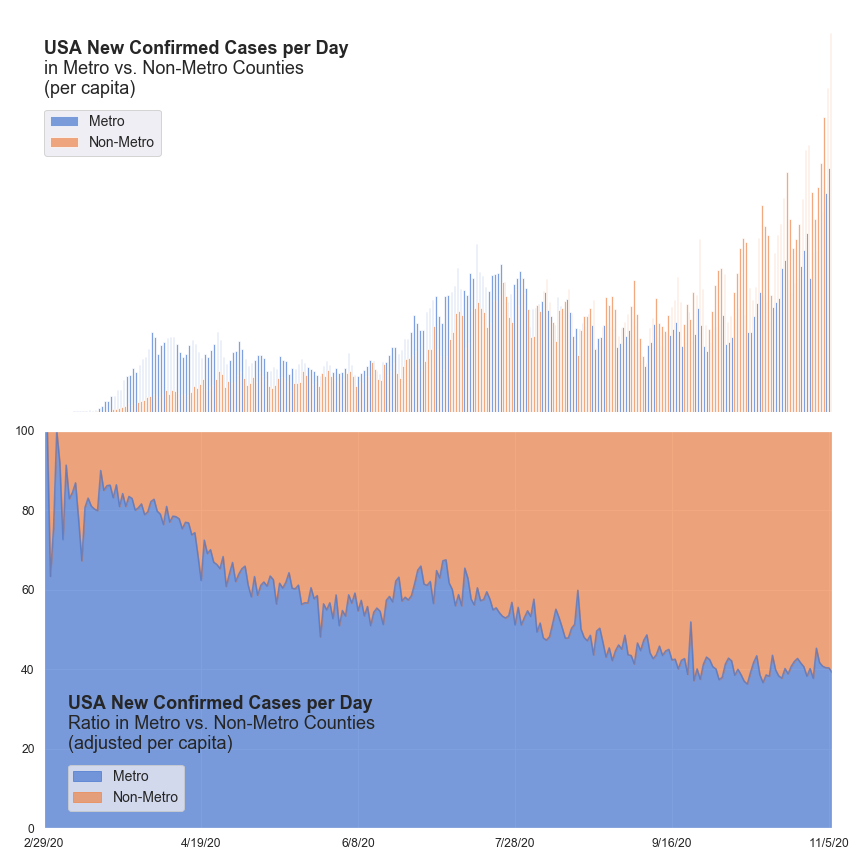 USA New Confirmed Cases per Day
in Metro vs. Non-Metro Counties
(per capita)
Metro
Non-Metro
100
80
60
40
20
0
USA New Confirmed Cases per Day
Ratio in Metro vs. Non-Metro Counties
(adjusted per capita)
Metro
Non-Metro
2/29/20 4/19/20 6/8/20 7/28/20 9/16/20 11/5/20